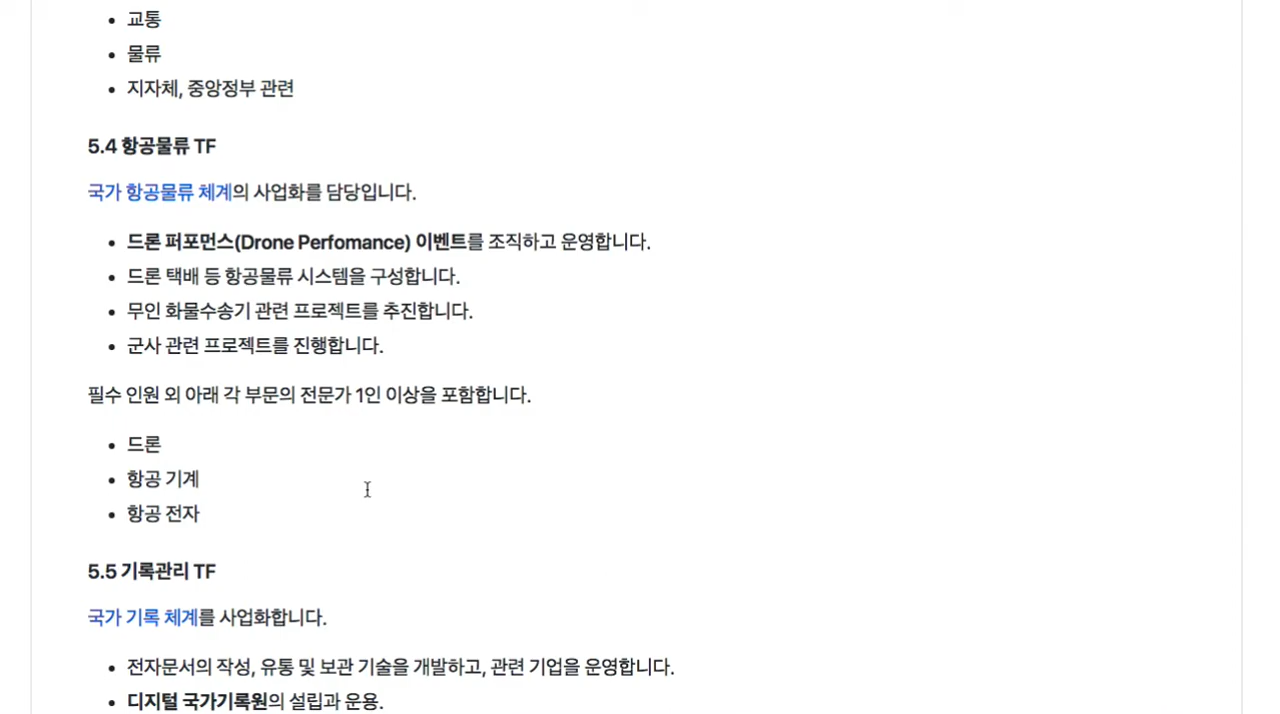 교통
물류
지자체, 중앙정부 관련
5.4 항공물류 TF
국가 항공물류 체계의 사업화를 담당입니다.
드론 퍼포먼스(Drone Perfomance) 이벤트를 조직하고 운영합니다.
드론 택배 등 항공물류 시스템을 구성합니다.
무인 화물수송기 관련 프로젝트를 추진합니다.
군사 관련 프로젝트를 진행합니다.
필수 인원 외 아래 각 부문의 전문가 1인 이상을 포함합니다.
드론
항공 기계
항공 전자
5.5 기록관리 TF
국가 기록 체계를 사업화합니다.
전자문서의 작성, 유통 및 보관 기술을 개발하고, 관련 기업을 운영합니다.
디지털 국가기록원의 설립과 운용.